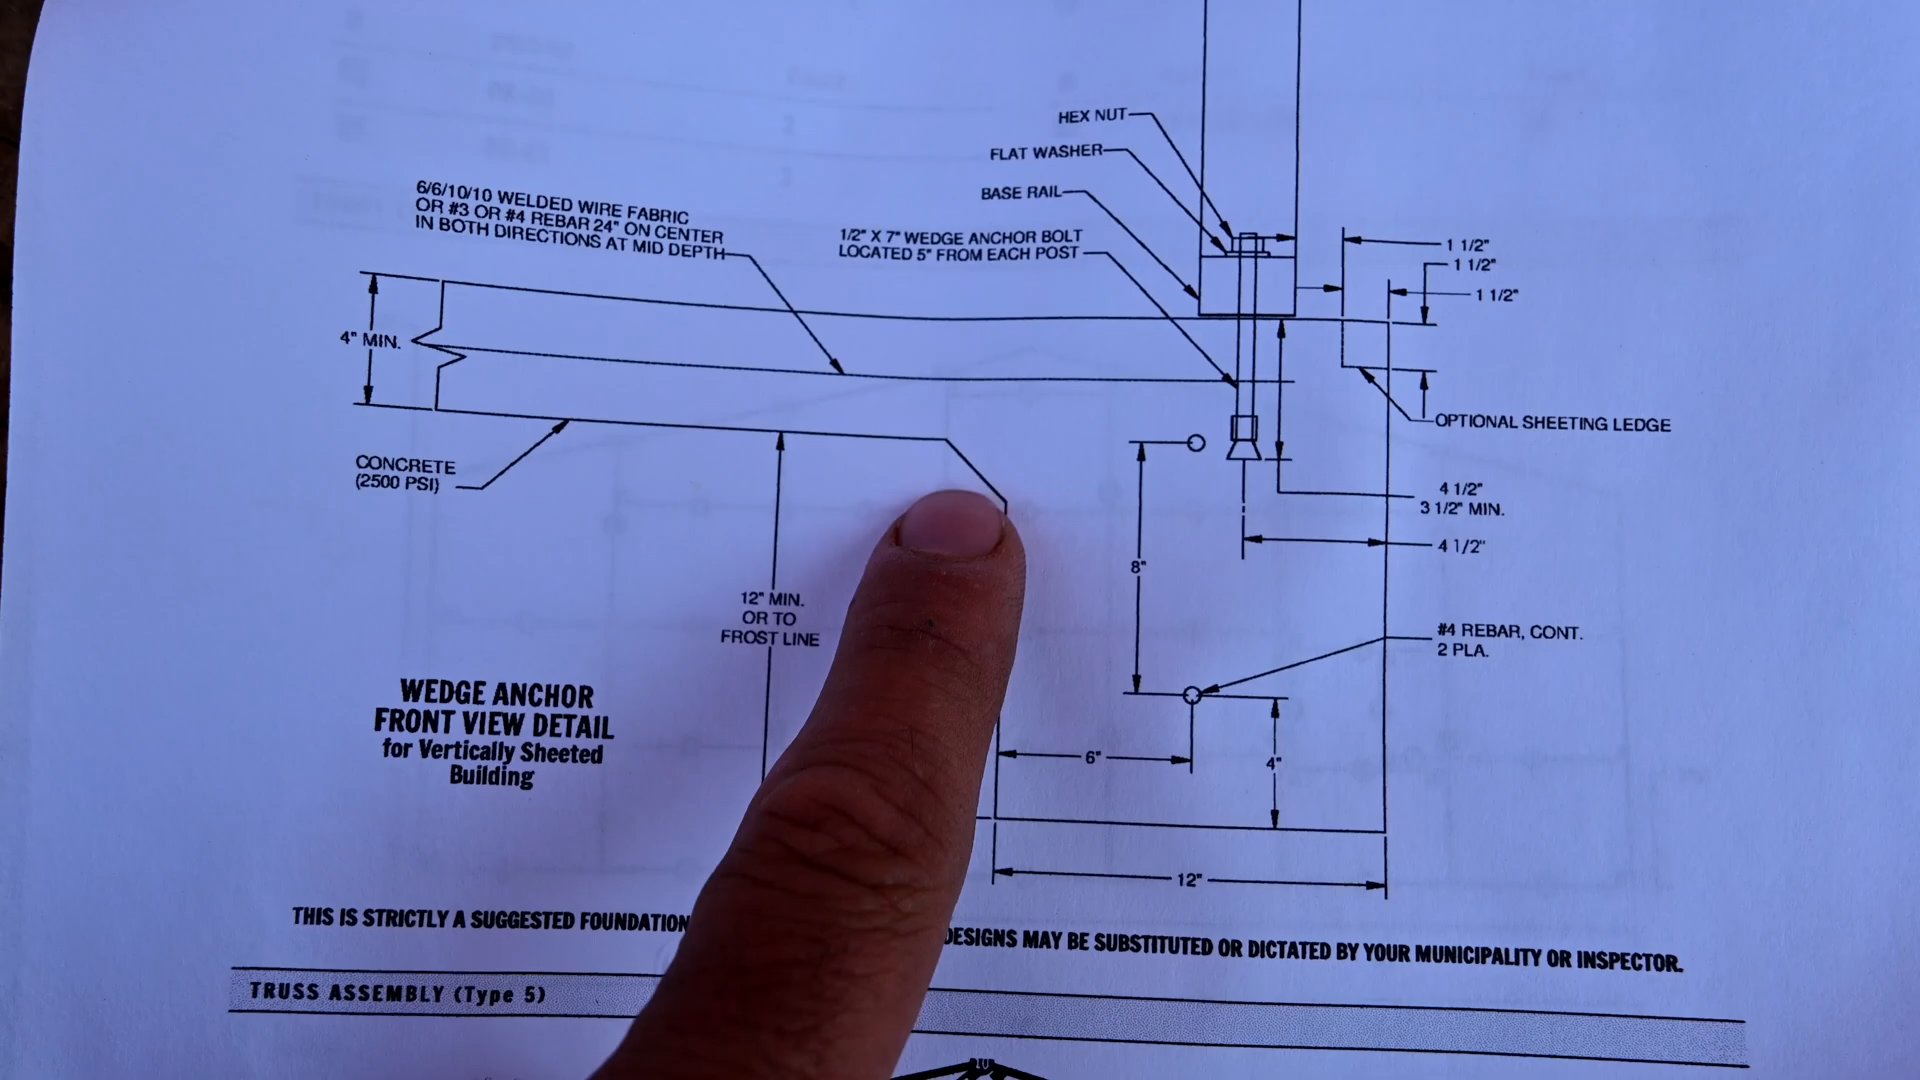 HEX NUT
FLAT WASHER
BASE RAIL
6/6/10/10 WELDED WIRE FABRIC
OR #3 OR #4 REBAR 24" ON CENTER
IN BOTH DIRECTIONS AT MID DEPTH
1/2" X 7" WEDGE ANCHOR BOLT
LOCATED 5" FROM EACH POST
1 1/2"
1 1/2"
1 1/2"
4" MIN.
OPTIONAL SHEETING LEDGE
CONCRETE
(2500 PSI)
4 1/2"
3 1/2" MIN.
4 1/2"
8"
12" MIN.
OR TO
FROST LINE
#4 REBAR, CONT.
2 PLA.
WEDGE ANCHOR
FRONT VIEW DETAIL
for Vertically Sheeted
Building
6"
4"
12"
THIS IS STRICTLY A SUGGESTED FOUNDATION DESIGNS MAY BE SUBSTITUTED OR DICTATED BY YOUR MUNICIPALITY OR INSPECTOR.
TRUSS ASSEMBLY (Type 5)